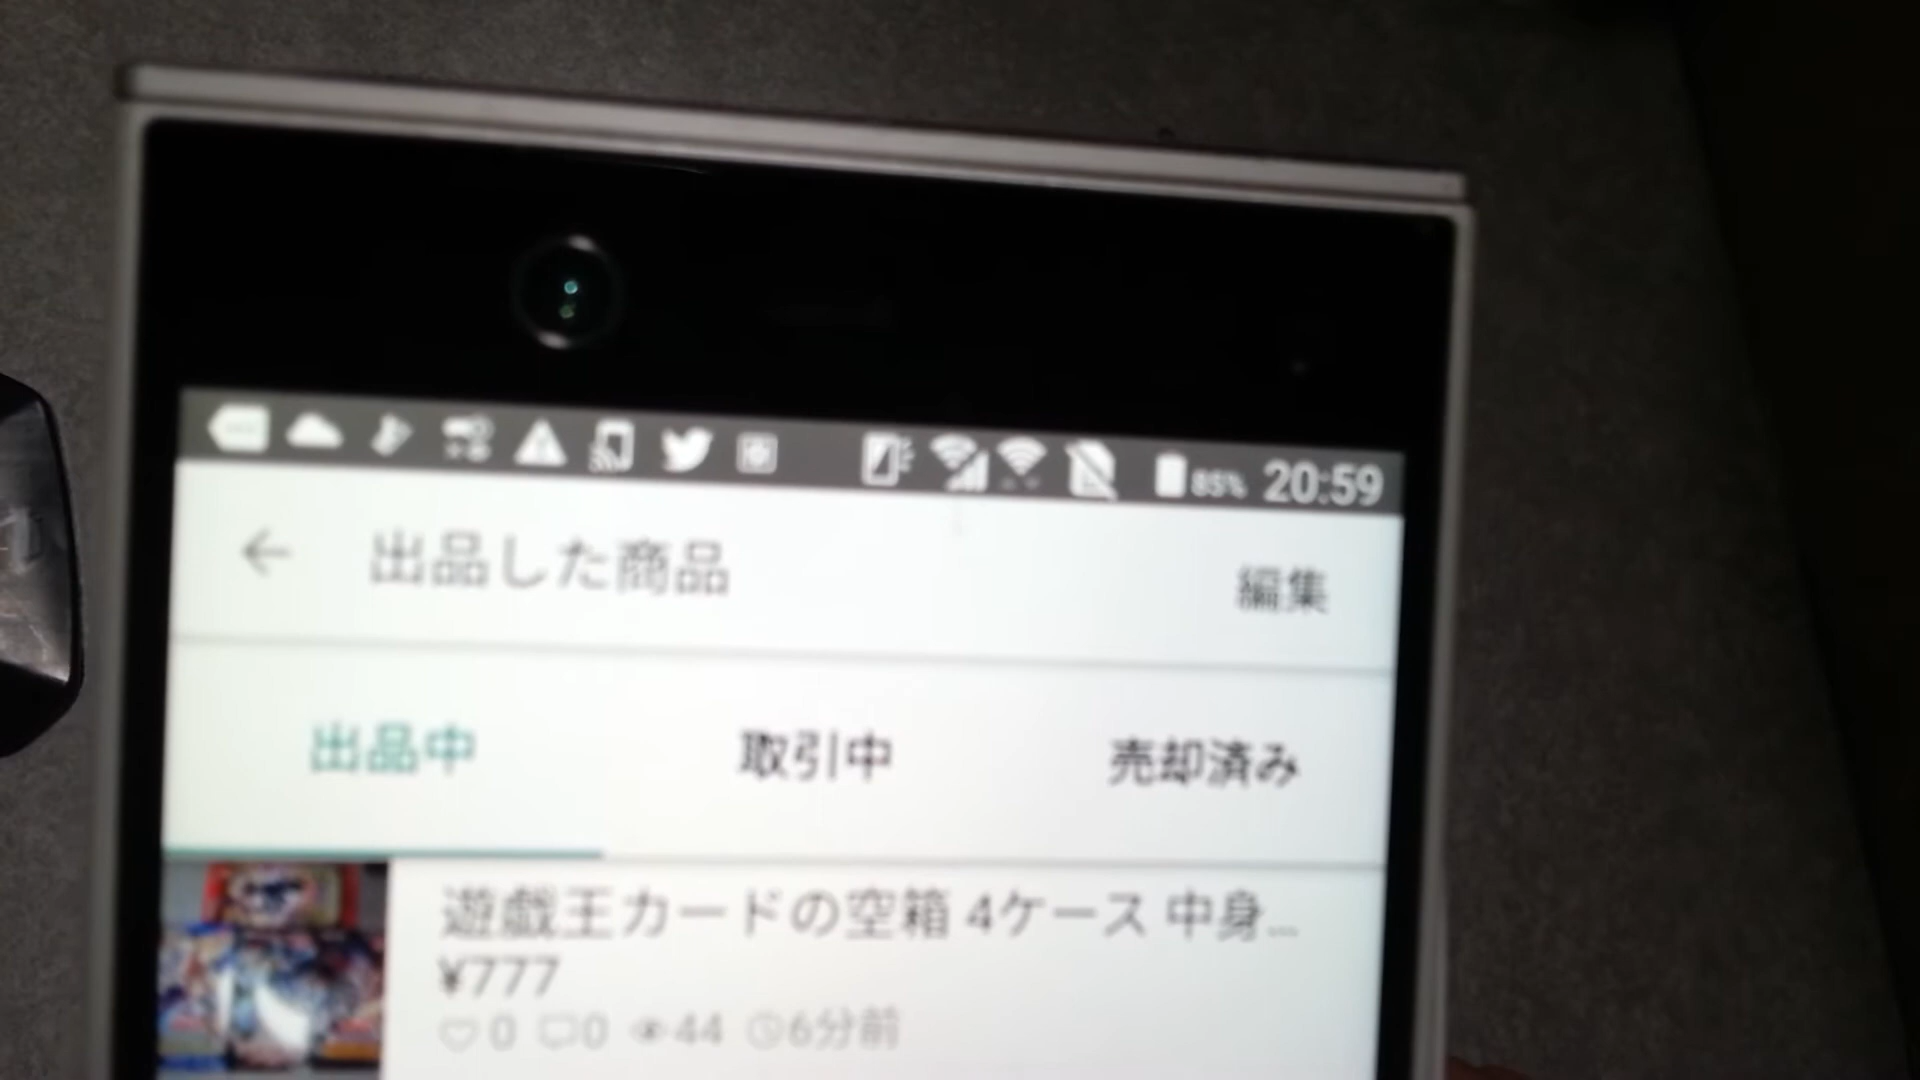 85% 20:59
出品した商品
編集
出品中 取引中 売却済み
遊戯王カードの空箱 4ケース 中身...
¥777
0 0 44 6分前